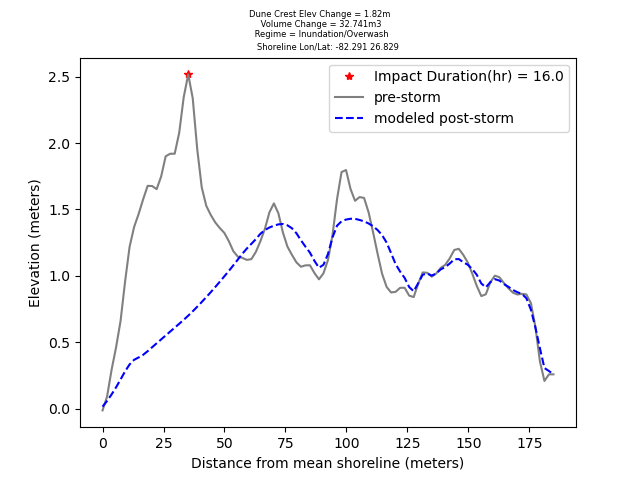 Dune Crest Elev Change = 1.82m
Volume Change = 32.741m3
Regime = Inundation/Overwash
Shoreline Lon/Lat: -82.291 26.829
Impact Duration(hr) = 16.0
pre-storm
modeled post-storm
Elevation (meters)
2.5
2.0
1.5
1.0
0.5
0.0
0 25 50 75 100 125 150 175
Distance from mean shoreline (meters)